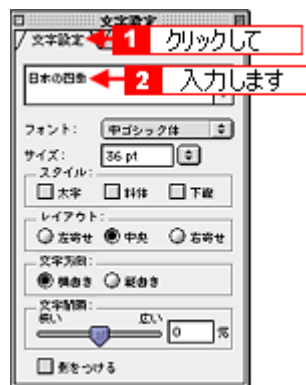 文字設定
文字設定 1 クリックして
日本の四季 2 入力します
フォント: 中ゴシック体
サイズ: 36 pt
スタイル:
太字 斜体 下線
レイアウト:
左寄せ 中央 右寄せ
文字方向:
横書き 縦書き
文字間隔:
狭い 広い
0 %
影をつける